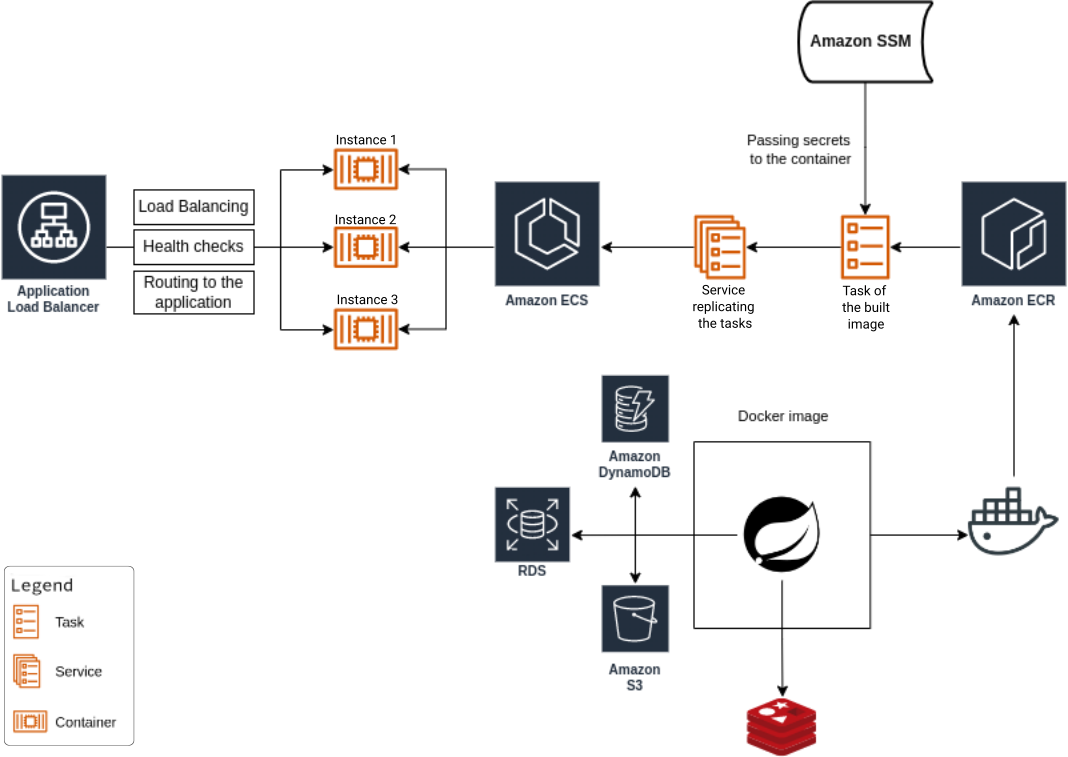 Amazon SSM
Passing secrets
to the container
Instance 1
Instance 2
Instance 3
Load Balancing
Health checks
Routing to the
application
Application
Load Balancer
Amazon ECS
Service
replicating
the tasks
Task of
the built
image
Amazon ECR
Docker image
Amazon
DynamoDB
RDS
Amazon
S3
Legend
Task
Service
Container